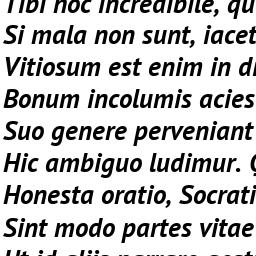 Tibi hoc incredibile, qu
Si mala non sunt, iacet
Vitiosum est enim in di
Bonum incolumis acies
Suo genere perveniant
Hic ambiguo ludimur.
Honesta oratio, Socrati
Sint modo partes vitae